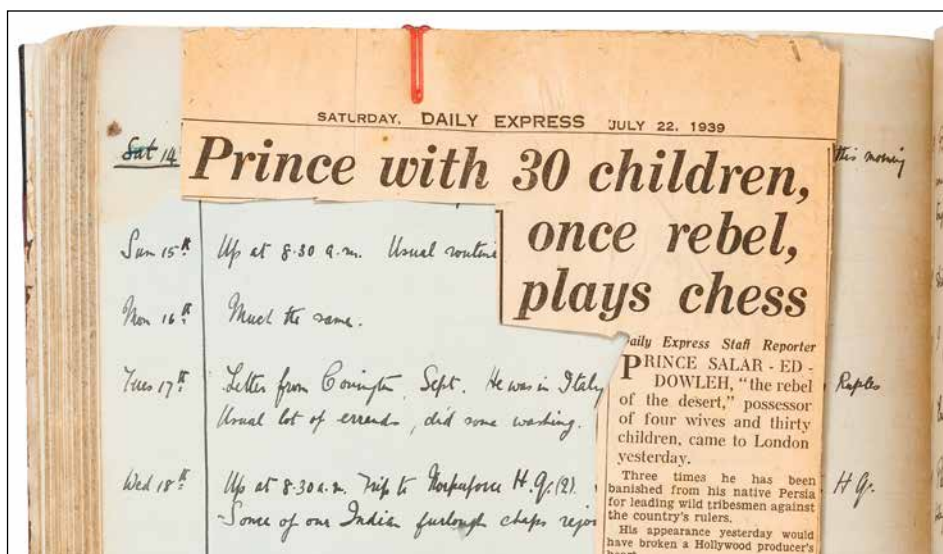 SATURDAY, DAILY EXPRESS JULY 22, 1939
Prince with 30 children,
once rebel,
plays chess
Daily Express Staff Reporter
PRINCE SALAR-ED-
DOWLEH, "the rebel
of the desert," possessor
of four wives and thirty
children, came to London
yesterday.
Three times he has been
banished from his native Persia
for leading wild tribesmen against
the country's rulers.
His appearance yesterday would
have broken a Hollywood producer's
Sat 14 this morning
Sun 15th Up at 8.30 a.m. Usual routine
Mon 16th Much the same.
Tues 17th Letter from Sept. He was in Italy
Usual lot of errands, did some washing.
Wed 18th Up at 8.30 a.m. Trip to H.Q. (2). H.Q.
Some of our Indian furlough chaps